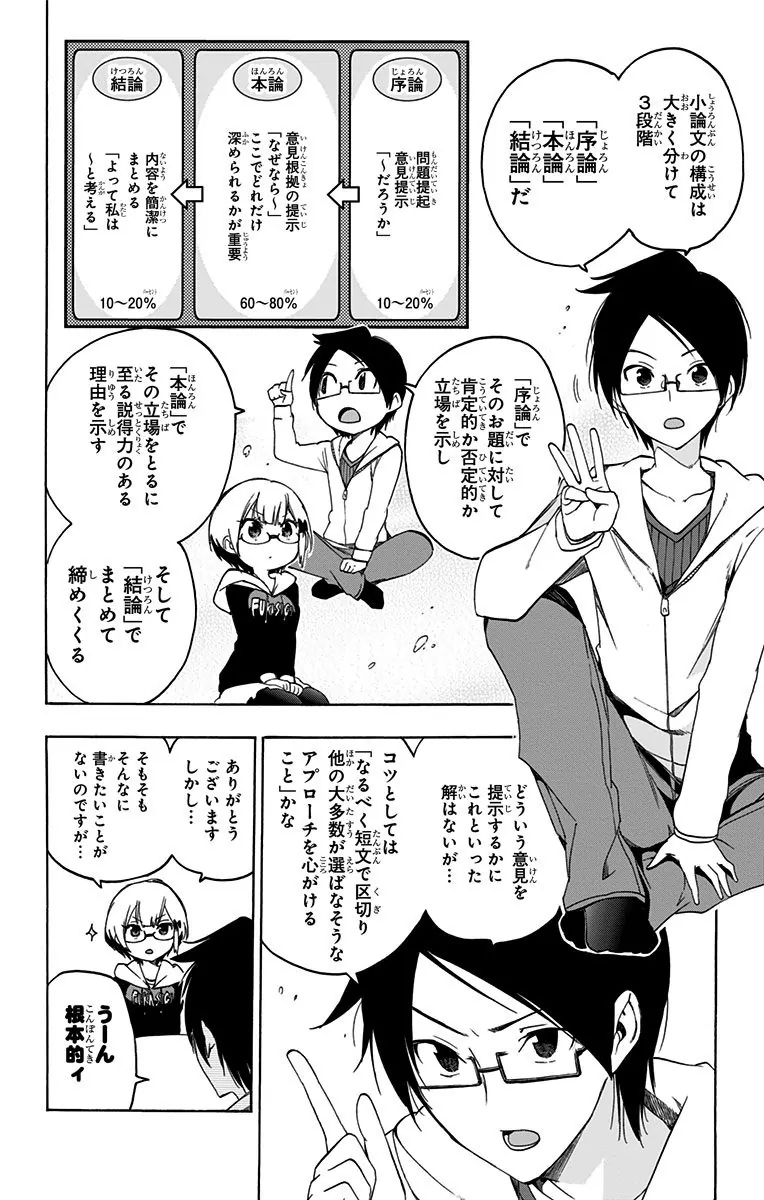 小論文の構成は
大きく分けて
3段階
「序論」
「本論」
「結論」だ
序論
問題提起
意見提示
「〜だろうか」
10〜20%
本論
意見根拠の提示
「なぜなら〜」
ここでどれだけ
深められるかが重要
60〜80%
結論
内容を簡潔に
まとめる
「よって私は
〜と考える」
10〜20%
「序論」で
そのお題に対して
肯定的か否定的か
立場を示し
「本論」で
その立場をとるに
至る説得力のある
理由を示す
そして
「結論」で
まとめて
締めくくる
どういう意見を
提示するかに
これといった
解はないが…
コツとしては
「なるべく短文で区切り
他の大多数が選ばなそうな
アプローチを心がける
こと」かな
ありがとう
ございます
しかし…
そもそも
そんなに
書きたいことが
ないのですが…
うーん
根本的ィ